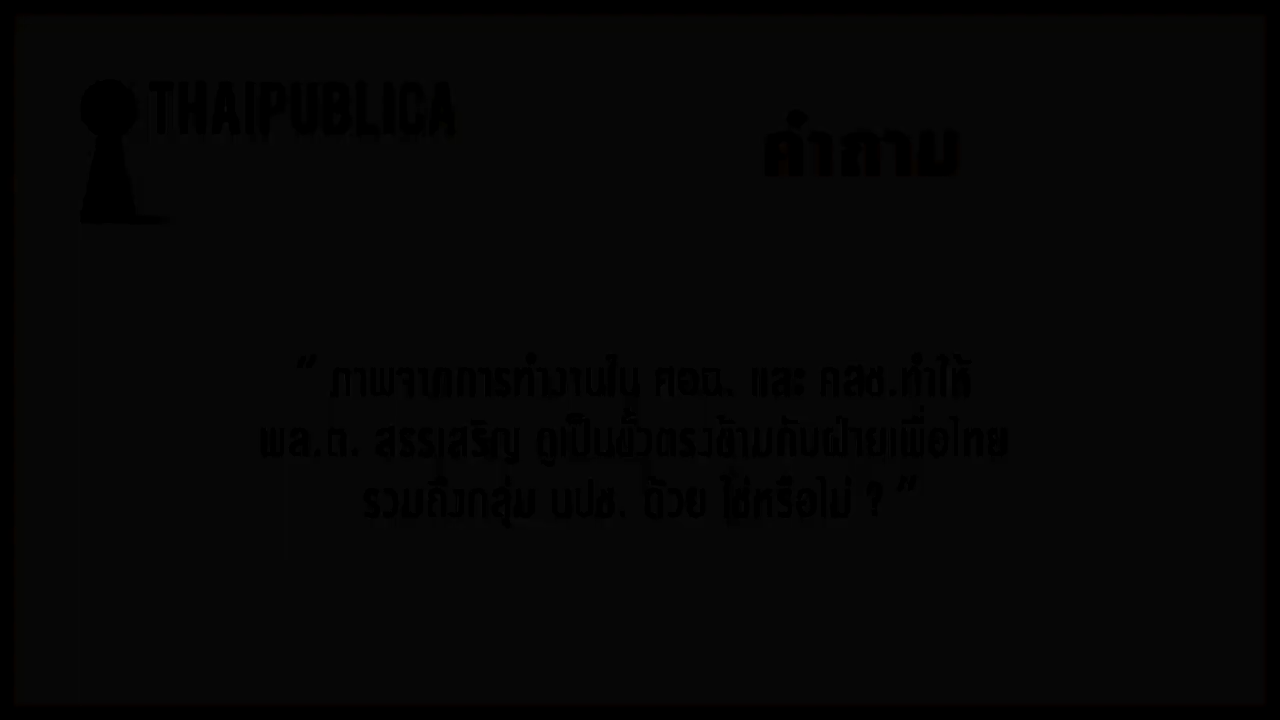 THAIPUBLICA
คำถาม
“ ภาพจากการทำงานใน ศอฉ. และ คสช.ทำให้
พล.ต. สรรเสริญ ดูเป็นขั้วตรงข้ามกับฝ่ายเพื่อไทย
รวมถึงกลุ่ม นปช. ด้วย ใช่หรือไม่ ? ”